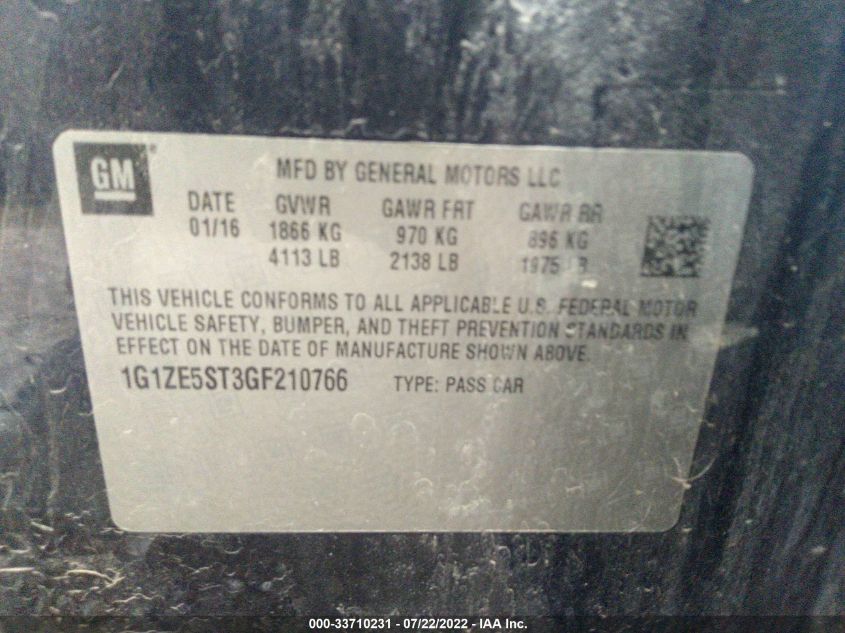 GM
MFD BY GENERAL MOTORS LLC
DATE GVWR GAWR FRT GAWR RR
01/16 1866 KG 970 KG 896 KG
4113 LB 2138 LB 1975 LB
THIS VEHICLE CONFORMS TO ALL APPLICABLE U.S. FEDERAL MOTOR
VEHICLE SAFETY, BUMPER, AND THEFT PREVENTION STANDARDS IN
EFFECT ON THE DATE OF MANUFACTURE SHOWN ABOVE.
1G1ZE5ST3GF210766 TYPE: PASS CAR
000-33710231 - 07/22/2022 - IAA Inc.